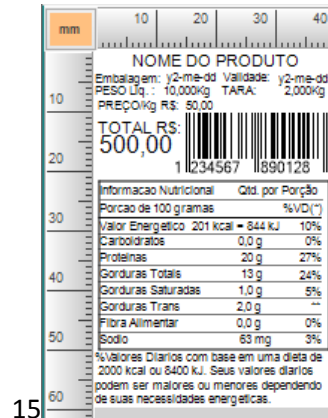 mm
10 20 30 40
NOME DO PRODUTO
Embalagem: y2-me-dd Validade: y2-me-dd
PESO Liq. : 10,000Kg TARA: 2,000Kg
10
PREÇO/Kg R$: 50,00
TOTAL R$:
500,00
20
1 234567 890128
Informacao Nutricional Qtd. por Porção
Porcao de 100 gramas %VD(*)
30
Valor Energetico 201 kcal = 844 kJ 10%
Carboidratos 0,0 g 0%
Proteinas 20 g 27%
Gorduras Totais 13 g 24%
40
Gorduras Saturadas 1,0 g 5%
Gorduras Trans 2,0 g **
Fibra Alimentar 0,0 g 0%
50
Sodio 63 mg 3%
%Valores Diarios com base em uma dieta de
2000 kcal ou 8400 kJ. Seus valores diarios
podem ser maiores ou menores dependendo
60
de suas necessidades energeticas.
15